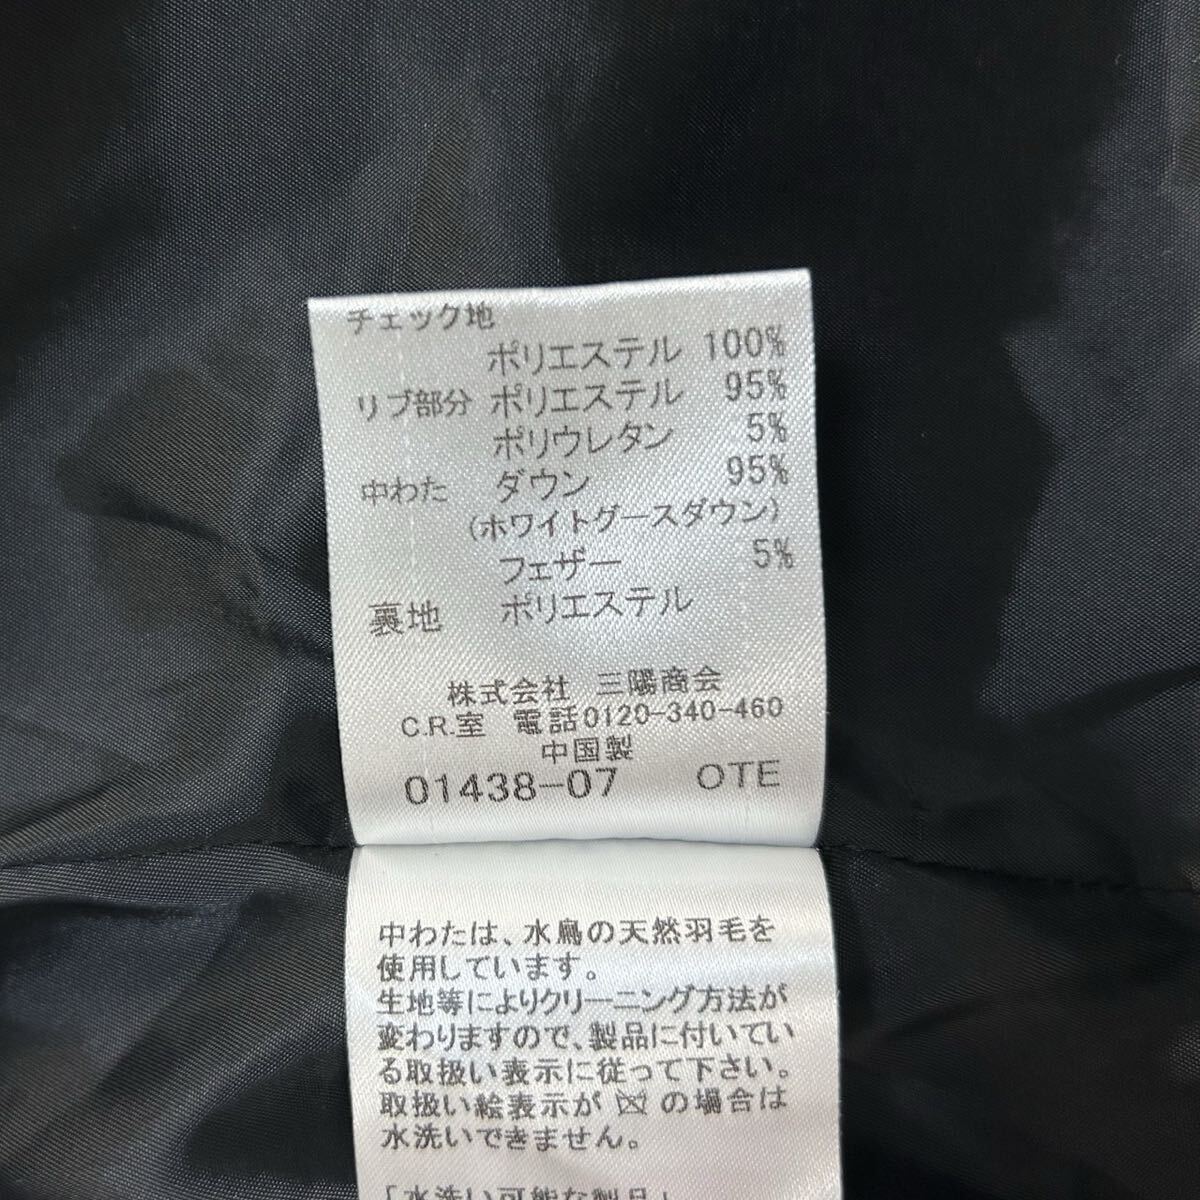 チェック地
ポリエステル 100%
リブ部分 ポリエステル 95%
ポリウレタン 5%
中わた ダウン 95%
(ホワイトグースダウン)
フェザー 5%
裏地 ポリエステル
株式会社 三陽商会
C.R.室 電話0120-340-460
中国製
01438-07 OTE
中わたは、水鳥の天然羽毛を
使用しています。
生地等によりクリーニング方法が
変わりますので、製品に付いてい
る取扱い表示に従って下さい。
取扱い絵表示が の場合は
水洗いできません。
「水洗い可能な製品」